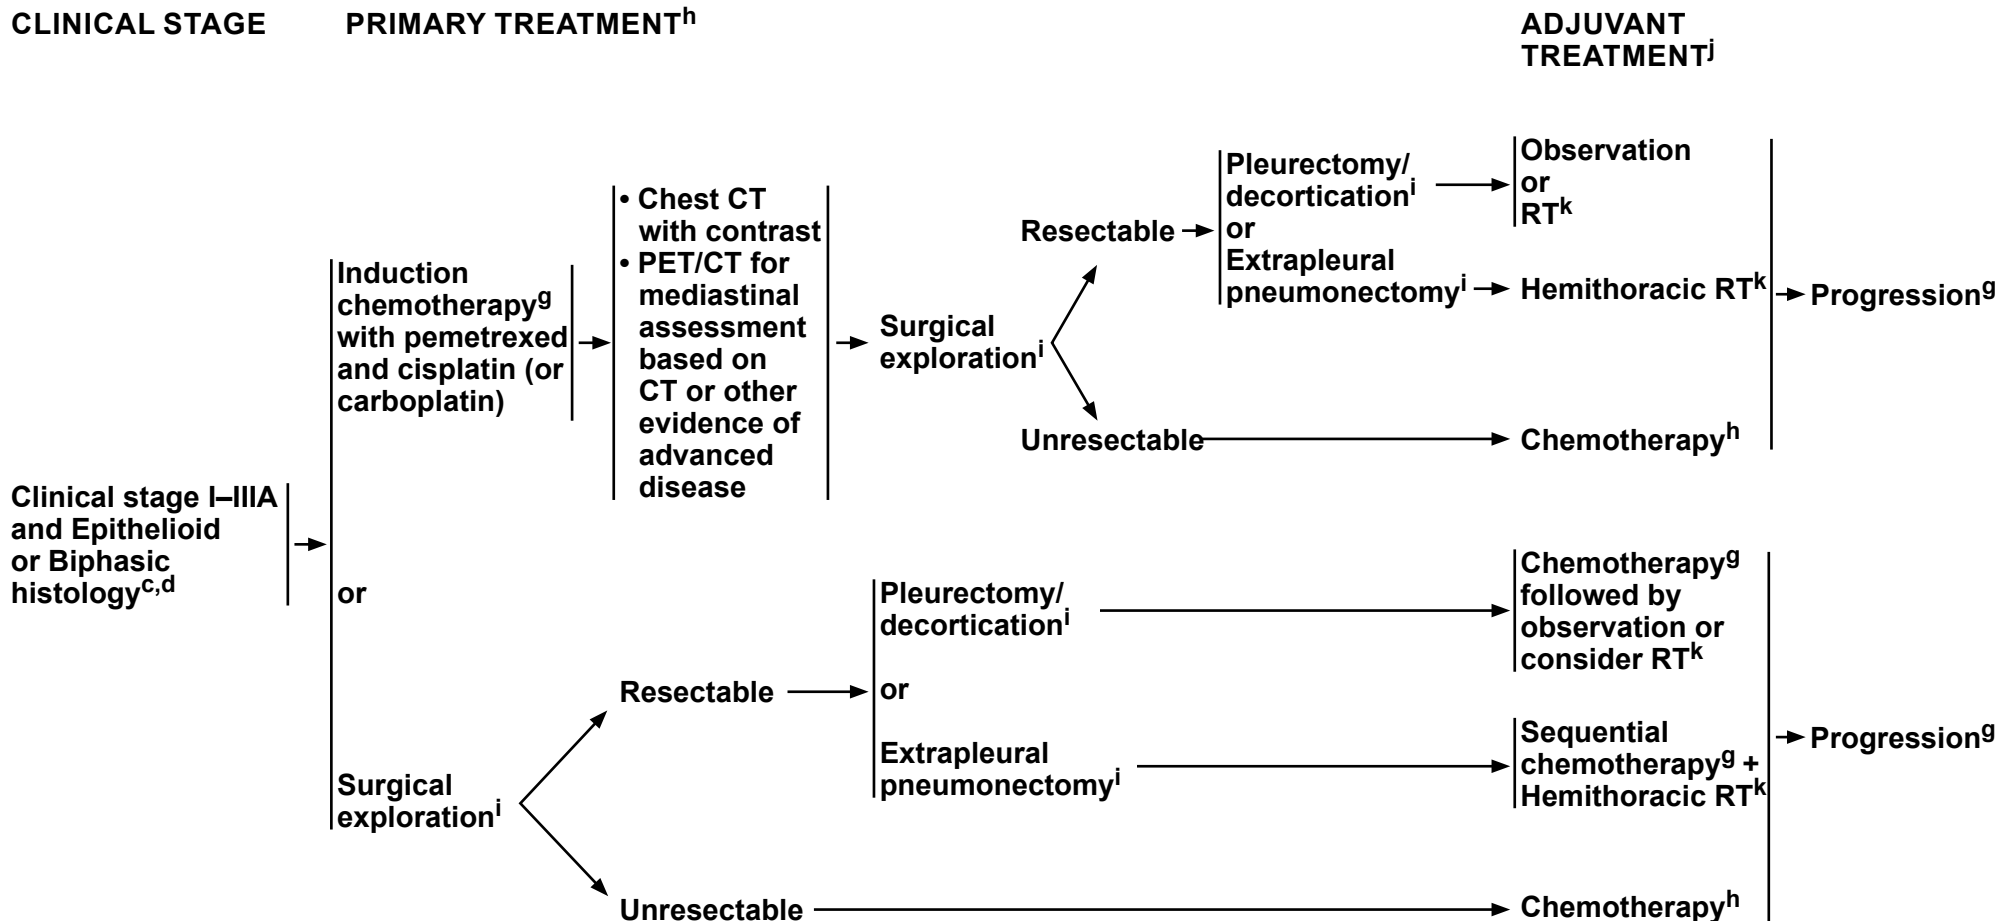 CLINICAL STAGE
PRIMARY TREATMENTh
ADJUVANT
TREATMENTj
Clinical stage I–IIIA
and Epithelioid
or Biphasic
histologyc,d
Induction
chemotherapyg
with pemetrexed
and cisplatin (or
carboplatin)
• Chest CT
with contrast
• PET/CT for
mediastinal
assessment
based on
CT or other
evidence of
advanced
disease
Surgical
explorationi
Resectable
Pleurectomy/
decorticationi
or
Extrapleural
pneumonectomyi
Observation
or
RTk
Hemithoracic RTk
Unresectable
Chemotherapyh
Progressiong
or
Surgical
explorationi
Resectable
Pleurectomy/
decorticationi
or
Extrapleural
pneumonectomyi
Chemotherapyg
followed by
observation or
consider RTk
Sequential
chemotherapyg +
Hemithoracic RTk
Unresectable
Chemotherapyh
Progressiong